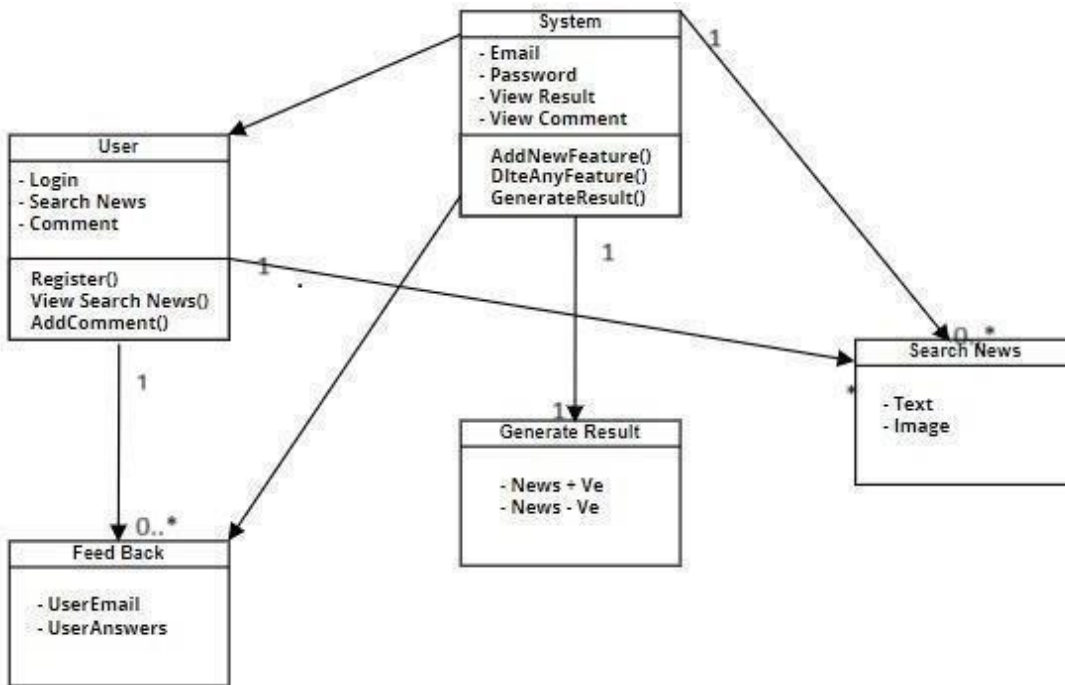 System
- Email
- Password
- View Result
- View Comment
AddNewFeature()
DlteAnyFeature()
GenerateResult()
1
User
- Login
- Search News
- Comment
Register()
View Search News()
AddComment()
1
1
1
0..*
Search News
*
- Text
- Image
1
Generate Result
- News + Ve
- News - Ve
0..*
Feed Back
- UserEmail
- UserAnswers